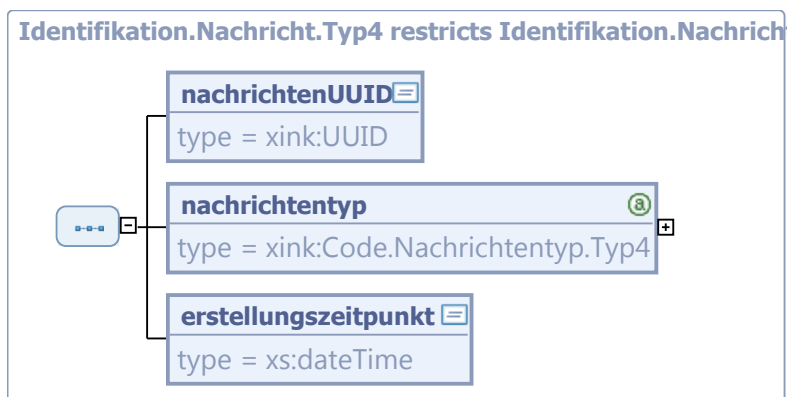 Identifikation.Nachricht.Typ4 restricts Identifikation.Nachrich
nachrichtenUUID
type = xink:UUID
nachrichtentyp
type = xink:Code.Nachrichtentyp.Typ4
erstellungszeitpunkt
type = xs:dateTime